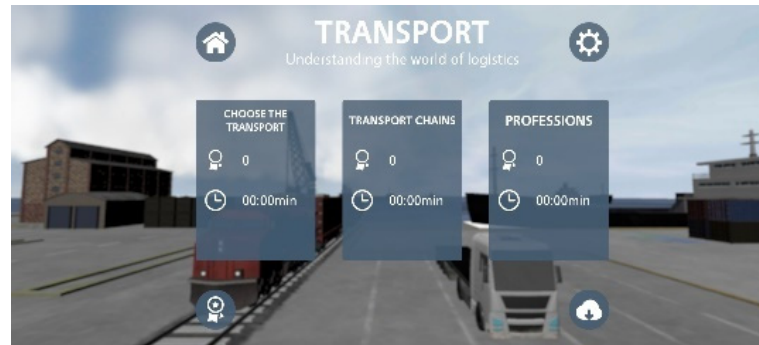 TRANSPORT
Understanding the world of logistics
CHOOSE THE
TRANSPORT
0
00:00min
TRANSPORT CHAINS
0
00:00min
PROFESSIONS
0
00:00min